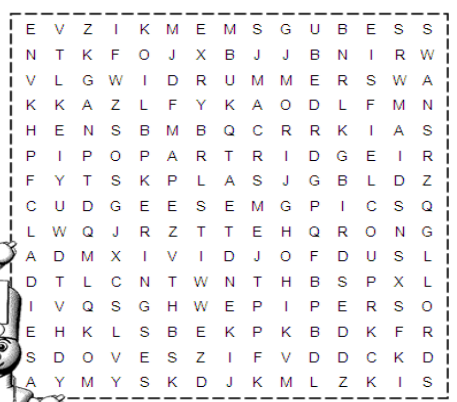 E V Z I K M E M S G U B E S S
N T K F O J X B J J B N I R W
V L G W I D R U M M E R S W A
K K A Z L F Y K A O D L F M N
H E N S B M B Q C R R K I A S
P I P O P A R T R I D G E I R
F Y T S K P L A S J G B L D Z
C U D G E E S E M G P I C S Q
L W Q J R Z T T E H Q R O N G
A D M X I V I D J O F D U S L
D T L C N T W N T H B S P X L
I V Q S G H W E P I P E R S O
E H K L S B E K P K B D K F R
S D O V E S Z I F V D D C K D
A Y M Y S K D J K M L Z K I S